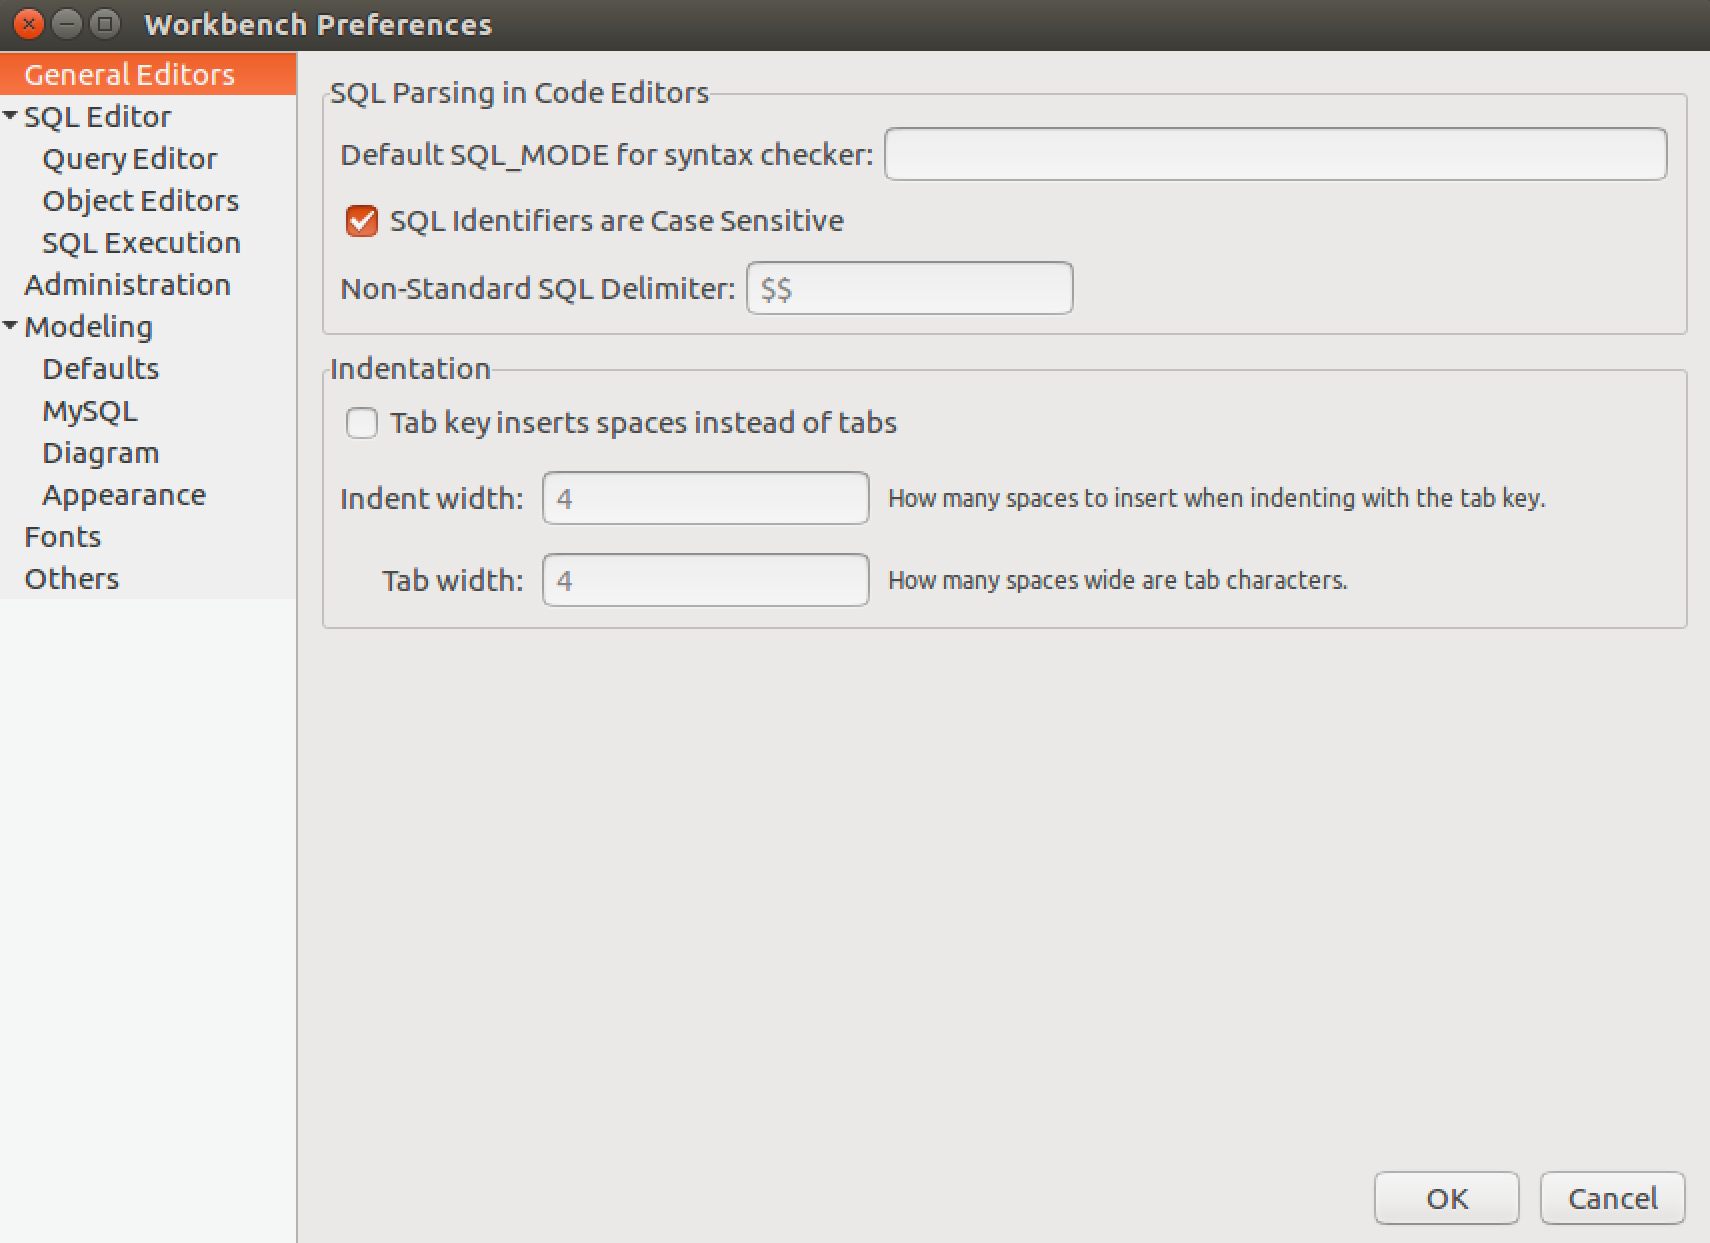 Workbench Preferences
General Editors
SQL Editor
Query Editor
Object Editors
SQL Execution
Administration
Modeling
Defaults
MySQL
Diagram
Appearance
Fonts
Others
SQL Parsing in Code Editors
Default SQL_MODE for syntax checker:
SQL Identifiers are Case Sensitive
Non-Standard SQL Delimiter: $$
Indentation
Tab key inserts spaces instead of tabs
Indent width: 4 How many spaces to insert when indenting with the tab key.
Tab width: 4 How many spaces wide are tab characters.
OK Cancel